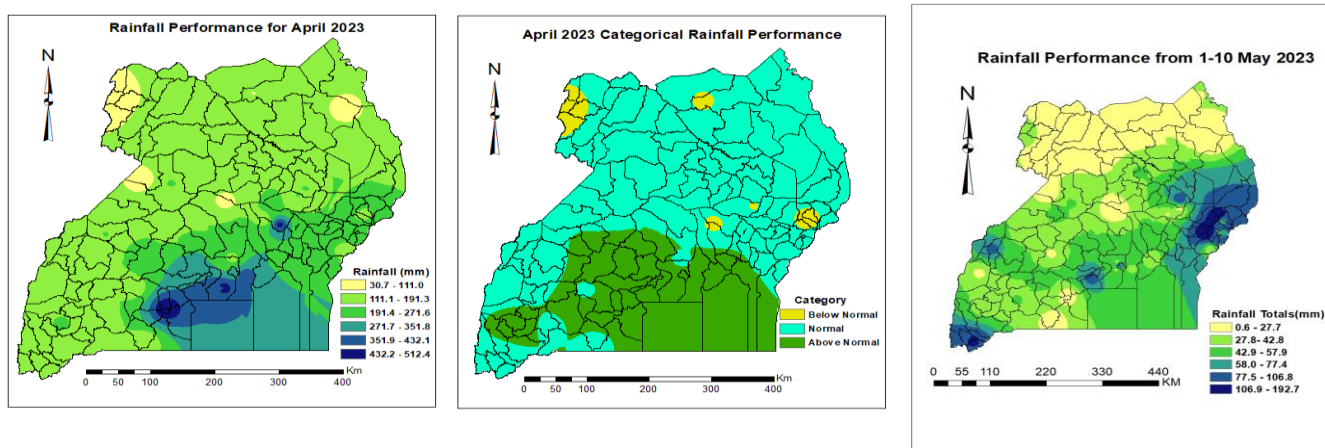 Rainfall Performance for April 2023
N
Rainfall (mm)
30.7 - 111.0
111.1 - 191.3
191.4 - 271.6
271.7 - 351.8
351.9 - 432.1
432.2 - 512.4
Km
0 50 100 200 300 400
April 2023 Categorical Rainfall Performance
N
Category
Below Normal
Normal
Above Normal
Km
0 50 100 200 300 400
Rainfall Performance from 1-10 May 2023
N
Rainfall Totals(mm)
0.6 - 27.7
27.8- 42.8
42.9 - 57.9
58.0 - 77.4
77.5 - 106.8
106.9 - 192.7
0 55 110 220 330 440
KM